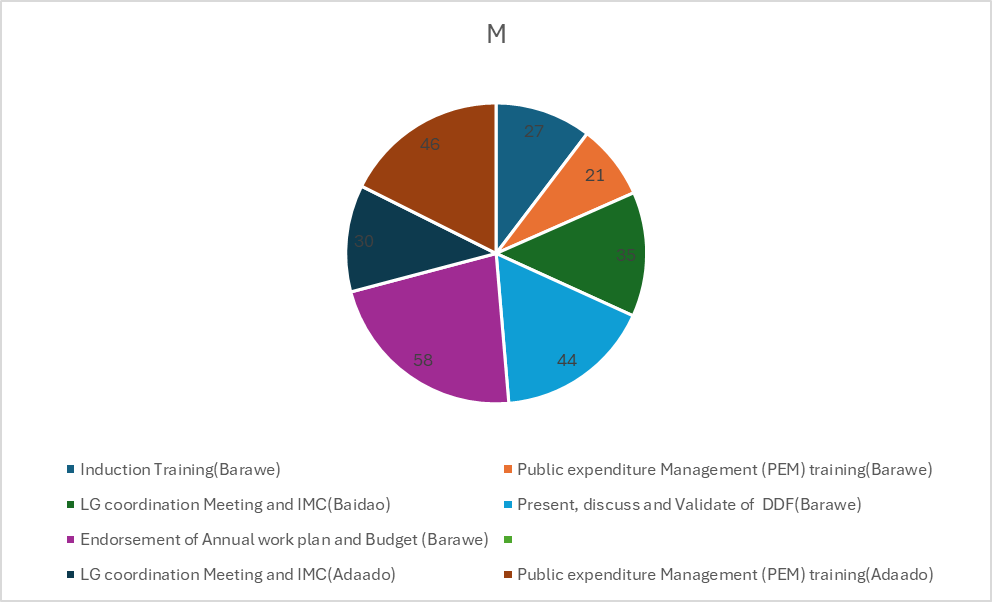 M
27
21
35
44
58
30
46
Induction Training(Barawe)
Public expenditure Management (PEM) training(Barawe)
LG coordination Meeting and IMC(Baidao)
Present, discuss and Validate of  DDF(Barawe)
Endorsement of Annual work plan and Budget (Barawe)
LG coordination Meeting and IMC(Adaado)
Public expenditure Management (PEM) training(Adaado)